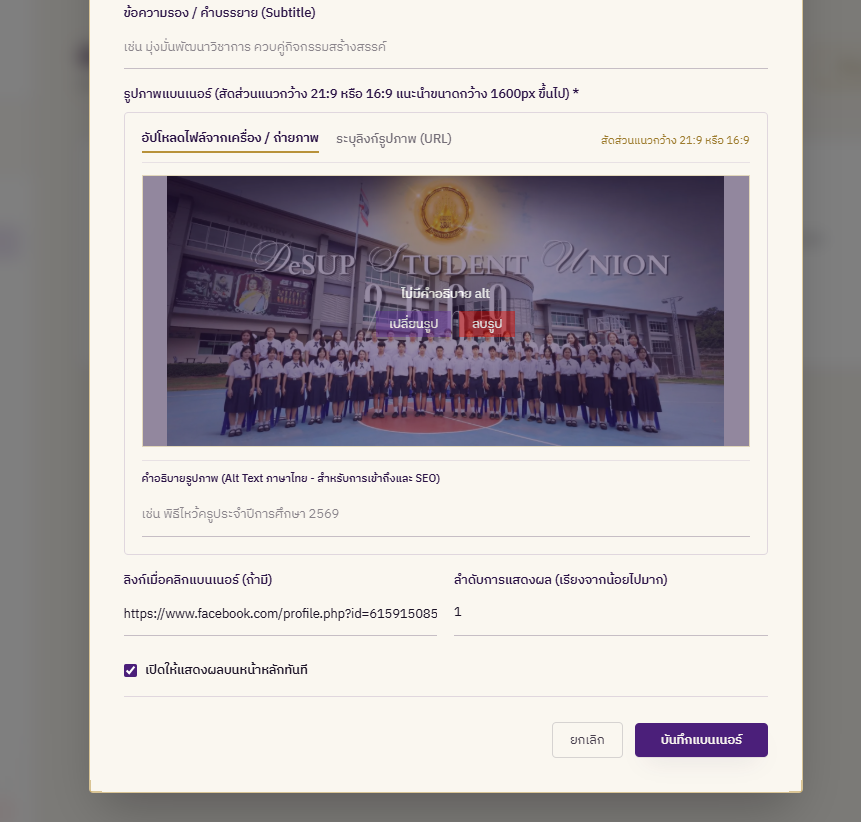 ข้อความรอง / คำบรรยาย (Subtitle)
เช่น มุ่งมั่นพัฒนาวิชาการ ควบคู่กิจกรรมสร้างสรรค์
รูปภาพแบนเนอร์ (สัดส่วนแนวกว้าง 21:9 หรือ 16:9 แนะนำขนาดกว้าง 1600px ขึ้นไป) *
อัปโหลดไฟล์จากเครื่อง / ถ่ายภาพ
ระบุลิงก์รูปภาพ (URL)
สัดส่วนแนวกว้าง 21:9 หรือ 16:9
DESUP STUDENT UNION
ไม่มีคำอธิบาย alt
เปลี่ยนรูป
ลบรูป
คำอธิบายรูปภาพ (Alt Text ภาษาไทย - สำหรับการเข้าถึงและ SEO)
เช่น พิธีไหว้ครูประจำปีการศึกษา 2569
ลิงก์เมื่อคลิกแบนเนอร์ (ถ้ามี)
ลำดับการแสดงผล (เรียงจากน้อยไปมาก)
https://www.facebook.com/profile.php?id=615915085
1
เปิดให้แสดงผลบนหน้าหลักทันที
ยกเลิก
บันทึกแบนเนอร์